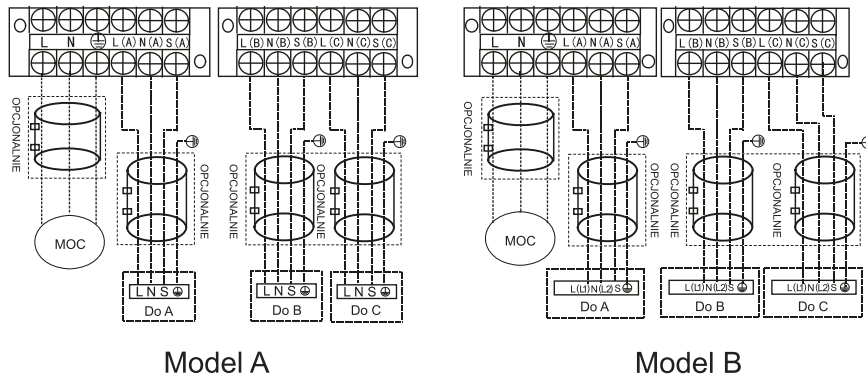 L N L(A) N(A) S(A)
L(B) N(B) S(B) L(C) N(C) S(C)
OPCJONALNIE
OPCJONALNIE
OPCJONALNIE
OPCJONALNIE
MOC
L N S
Do A
L N S
Do B
L N S
Do C
Model A
L N L(A) N(A) S(A)
L(B) N(B) S(B) L(C) N(C) S(C)
OPCJONALNIE
OPCJONALNIE
OPCJONALNIE
OPCJONALNIE
MOC
L(L1)N(L2)S
Do A
L(L1)N(L2)S
Do B
L(L1)N(L2)S
Do C
Model B